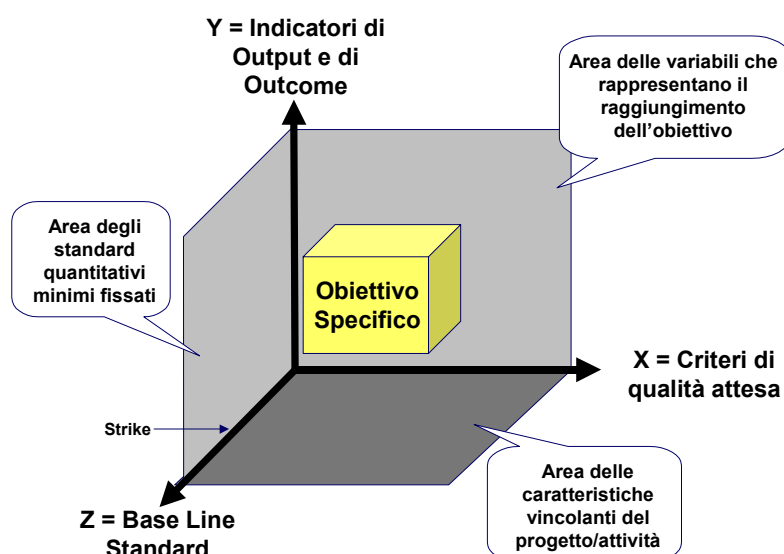 Y = Indicatori di
Output e di
Outcome
Area delle variabili che
rappresentano il
raggiungimento
dell'obiettivo
Area degli
standard
quantitativi
minimi fissati
Obiettivo
Specifico
X = Criteri di
qualità attesa
Strike
Area delle
caratteristiche
vincolanti del
progetto/attività
Z = Base Line
Standard